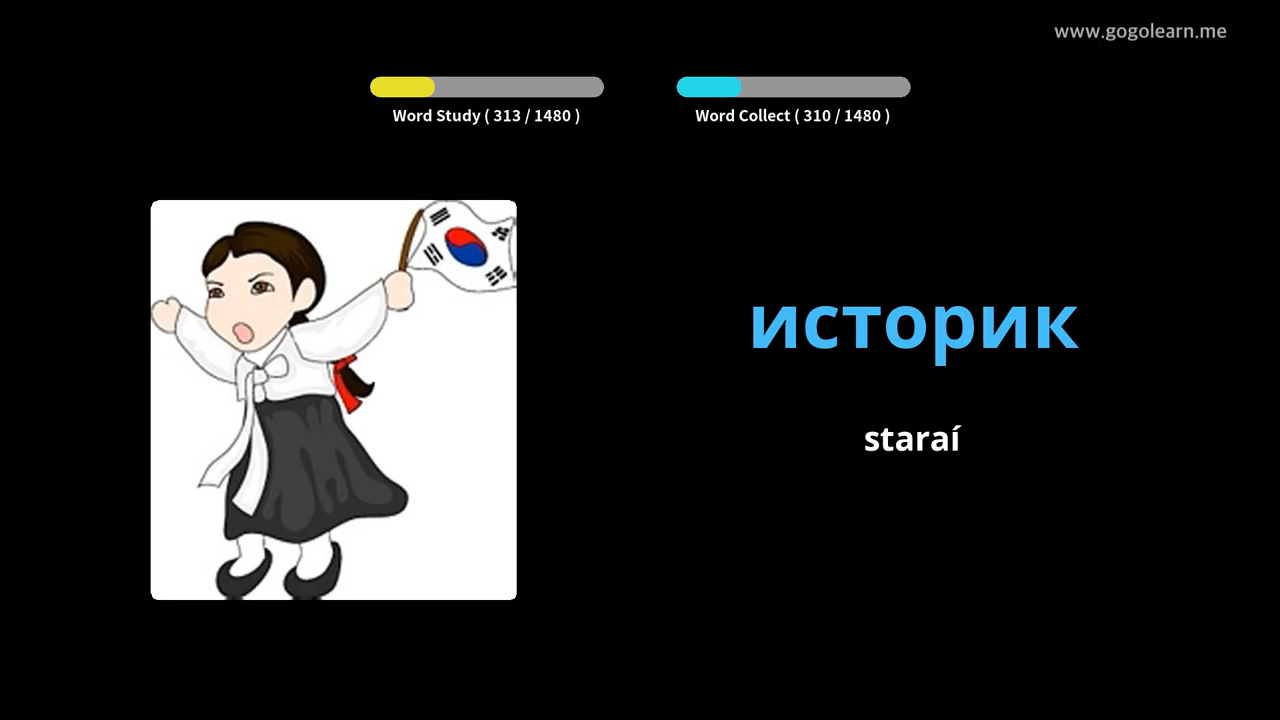 www.gogolearn.me
Word Study ( 313 / 1480 )
Word Collect ( 310 / 1480 )
историк
staraí